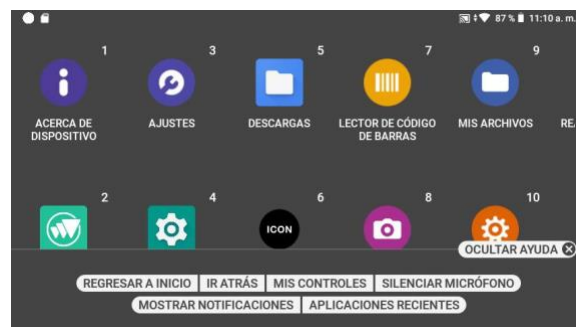 87 % 11:10 a. m.
1 3 5 7 9
ACERCA DE DISPOSITIVO
AJUSTES
DESCARGAS
LECTOR DE CÓDIGO DE BARRAS
MIS ARCHIVOS
RE
2 4 6 8 10
ICON
OCULTAR AYUDA
REGRESAR A INICIO IR ATRÁS MIS CONTROLES SILENCIAR MICRÓFONO
MOSTRAR NOTIFICACIONES APLICACIONES RECIENTES